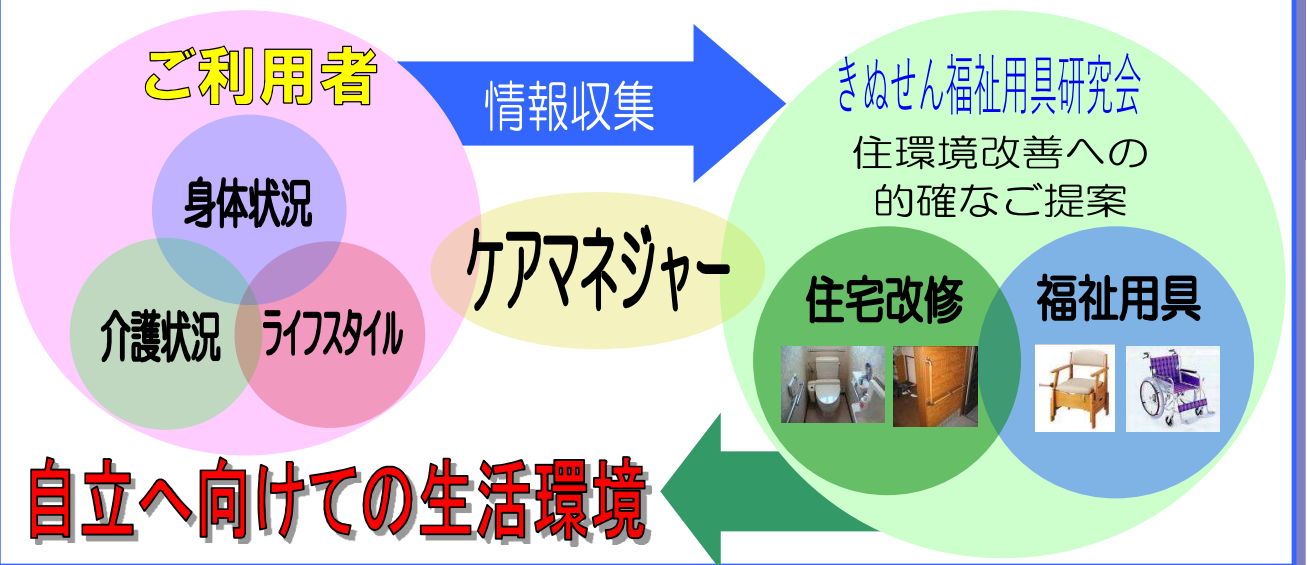 ご利用者
身体状況
介護状況
ライフスタイル
情報収集
ケアマネジャー
きぬせん福祉用具研究会
住環境改善への
的確なご提案
住宅改修
福祉用具
自立へ向けての生活環境